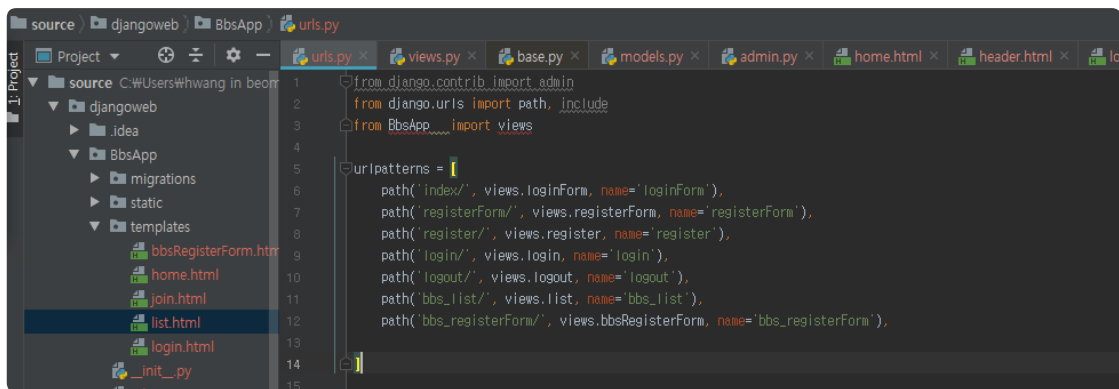 source djangoweb BbsApp urls.py
1: Project
Project
urls.py views.py base.py models.py admin.py home.html header.html
source C:₩Users₩hwang in beom
djangoweb
.idea
BbsApp
migrations
static
templates
bbsRegisterForm.htm
home.html
join.html
list.html
login.html
__init__.py
1 from django.contrib import admin
2 from django.urls import path, include
3 from BbsApp import views
4
5 urlpatterns = [
6 path('index/', views.loginForm, name='loginForm'),
7 path('registerForm/', views.registerForm, name='registerForm'),
8 path('register/', views.register, name='register'),
9 path('login/', views.login, name='login'),
10 path('logout/', views.logout, name='logout'),
11 path('bbs_list/', views.list, name='bbs_list'),
12 path('bbs_registerForm/', views.bbsRegisterForm, name='bbs_registerForm'),
13
14 ]
15